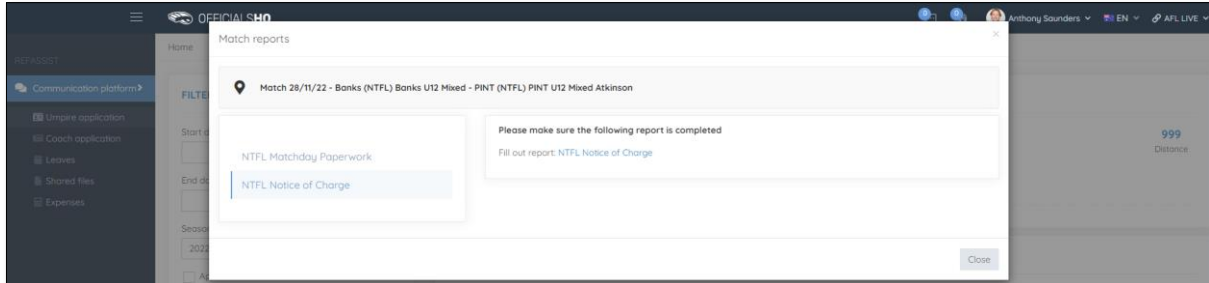 OFFICIALSHQ
0
0
Anthony Saunders
EN
AFL LIVE
Match reports
×
Home
REFASSIST
Communication platform
Umpire application
Coach application
Leaves
Shared files
Expenses
FILTE
Start d
End da
Season
2022
Match 28/11/22 - Banks (NTFL) Banks U12 Mixed - PINT (NTFL) PINT U12 Mixed Atkinson
NTFL Matchday Paperwork
NTFL Notice of Charge
Please make sure the following report is completed
Fill out report: NTFL Notice of Charge
999
Distance
Close